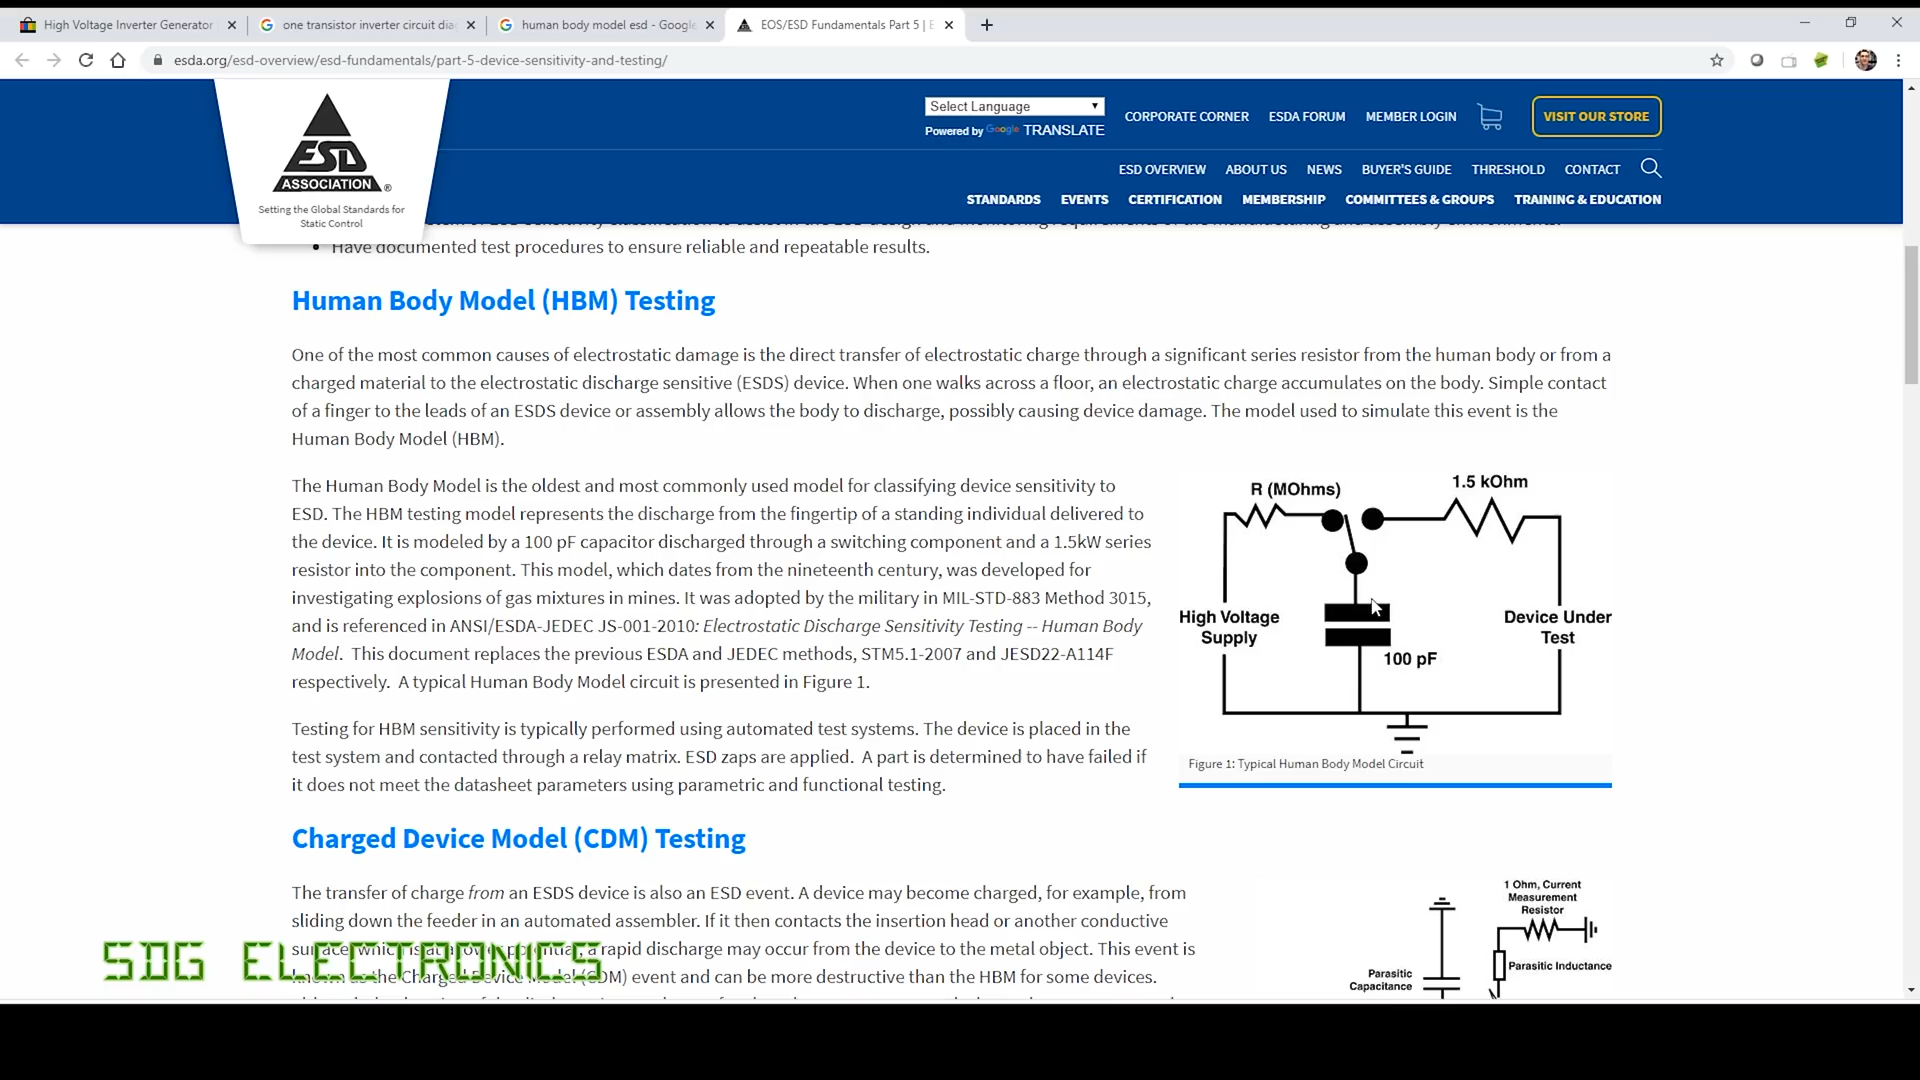 High Voltage Inverter Generator
one transistor inverter circuit dia
human body model esd - Google
EOS/ESD Fundamentals Part 5 | E
esda.org/esd-overview/esd-fundamentals/part-5-device-sensitivity-and-testing/
ESD
ASSOCIATION®
Setting the Global Standards for
Static Control
Select Language
Powered by Google TRANSLATE
CORPORATE CORNER
ESDA FORUM
MEMBER LOGIN
VISIT OUR STORE
ESD OVERVIEW
ABOUT US
NEWS
BUYER'S GUIDE
THRESHOLD
CONTACT
STANDARDS
EVENTS
CERTIFICATION
MEMBERSHIP
COMMITTEES & GROUPS
TRAINING & EDUCATION
• Have documented test procedures to ensure reliable and repeatable results.
Human Body Model (HBM) Testing
One of the most common causes of electrostatic damage is the direct transfer of electrostatic charge through a significant series resistor from the human body or from a
charged material to the electrostatic discharge sensitive (ESDS) device. When one walks across a floor, an electrostatic charge accumulates on the body. Simple contact
of a finger to the leads of an ESDS device or assembly allows the body to discharge, possibly causing device damage. The model used to simulate this event is the
Human Body Model (HBM).
The Human Body Model is the oldest and most commonly used model for classifying device sensitivity to
ESD. The HBM testing model represents the discharge from the fingertip of a standing individual delivered to
the device. It is modeled by a 100 pF capacitor discharged through a switching component and a 1.5kW series
resistor into the component. This model, which dates from the nineteenth century, was developed for
investigating explosions of gas mixtures in mines. It was adopted by the military in MIL-STD-883 Method 3015,
and is referenced in ANSI/ESDA-JEDEC JS-001-2010: Electrostatic Discharge Sensitivity Testing -- Human Body
Model. This document replaces the previous ESDA and JEDEC methods, STM5.1-2007 and JESD22-A114F
respectively. A typical Human Body Model circuit is presented in Figure 1.
Testing for HBM sensitivity is typically performed using automated test systems. The device is placed in the
test system and contacted through a relay matrix. ESD zaps are applied. A part is determined to have failed if
it does not meet the datasheet parameters using parametric and functional testing.
R (MOhms)
1.5 kOhm
High Voltage
Supply
Device Under
Test
100 pF
Figure 1: Typical Human Body Model Circuit
Charged Device Model (CDM) Testing
The transfer of charge from an ESDS device is also an ESD event. A device may become charged, for example, from
sliding down the feeder in an automated assembler. If it then contacts the insertion head or another conductive
a rapid discharge may occur from the device to the metal object. This event is
known as the Charged Device Model (CDM) event and can be more destructive than the HBM for some devices.
1 Ohm, Current
Measurement
Resistor
Parasitic Inductance
Parasitic
Capacitance
SDG ELECTRONICS